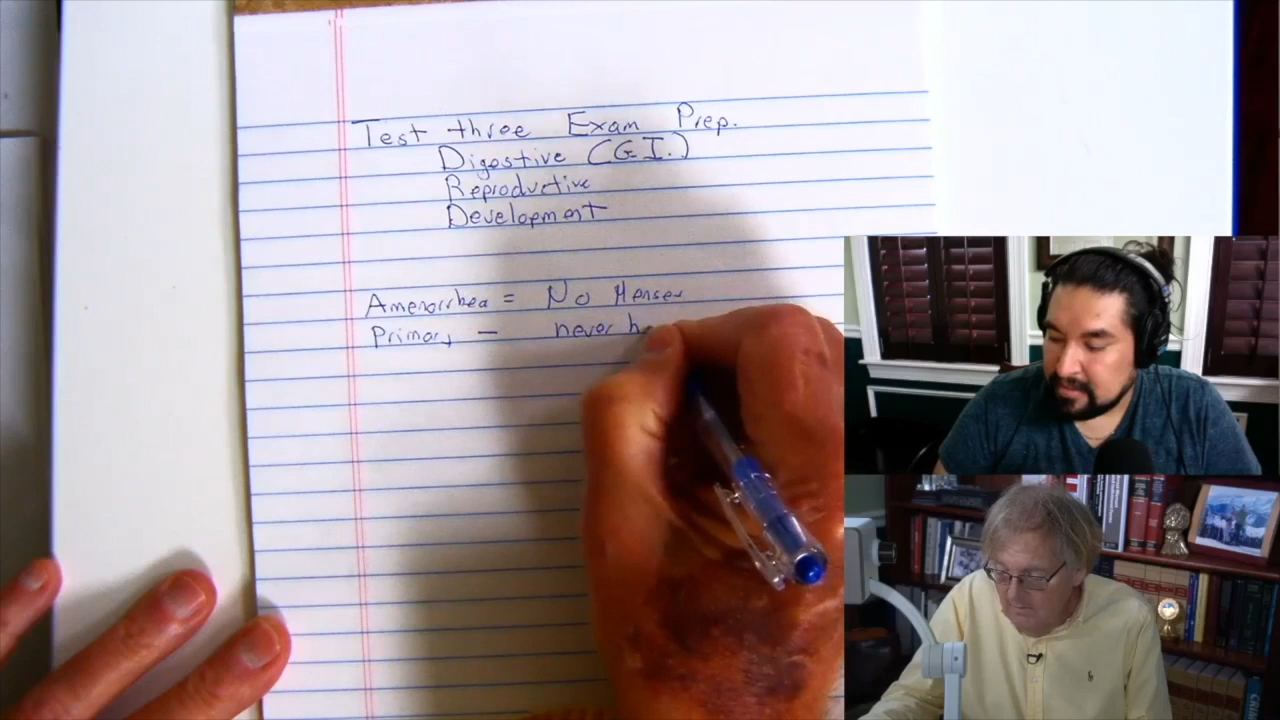 Test three Exam Prep.
Digestive (G.I.)
Reproductive
Development
Amenorrhea = No Menses
Primary — never h